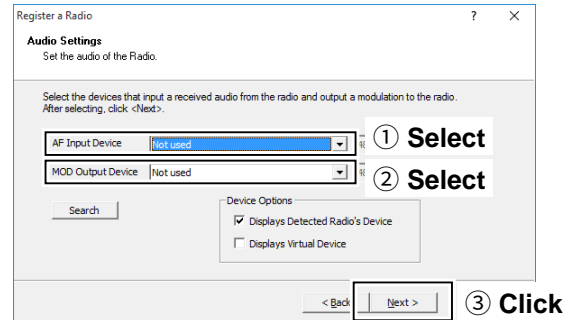 Register a Radio ? ×
Audio Settings
Set the audio of the Radio.
Select the devices that input a received audio from the radio and output a modulation to the radio.
After selecting, click <Next>.
AF Input Device Not used ① Select
MOD Output Device Not used ② Select
Search
Device Options
Displays Detected Radio's Device
Displays Virtual Device
< Back Next > ③ Click